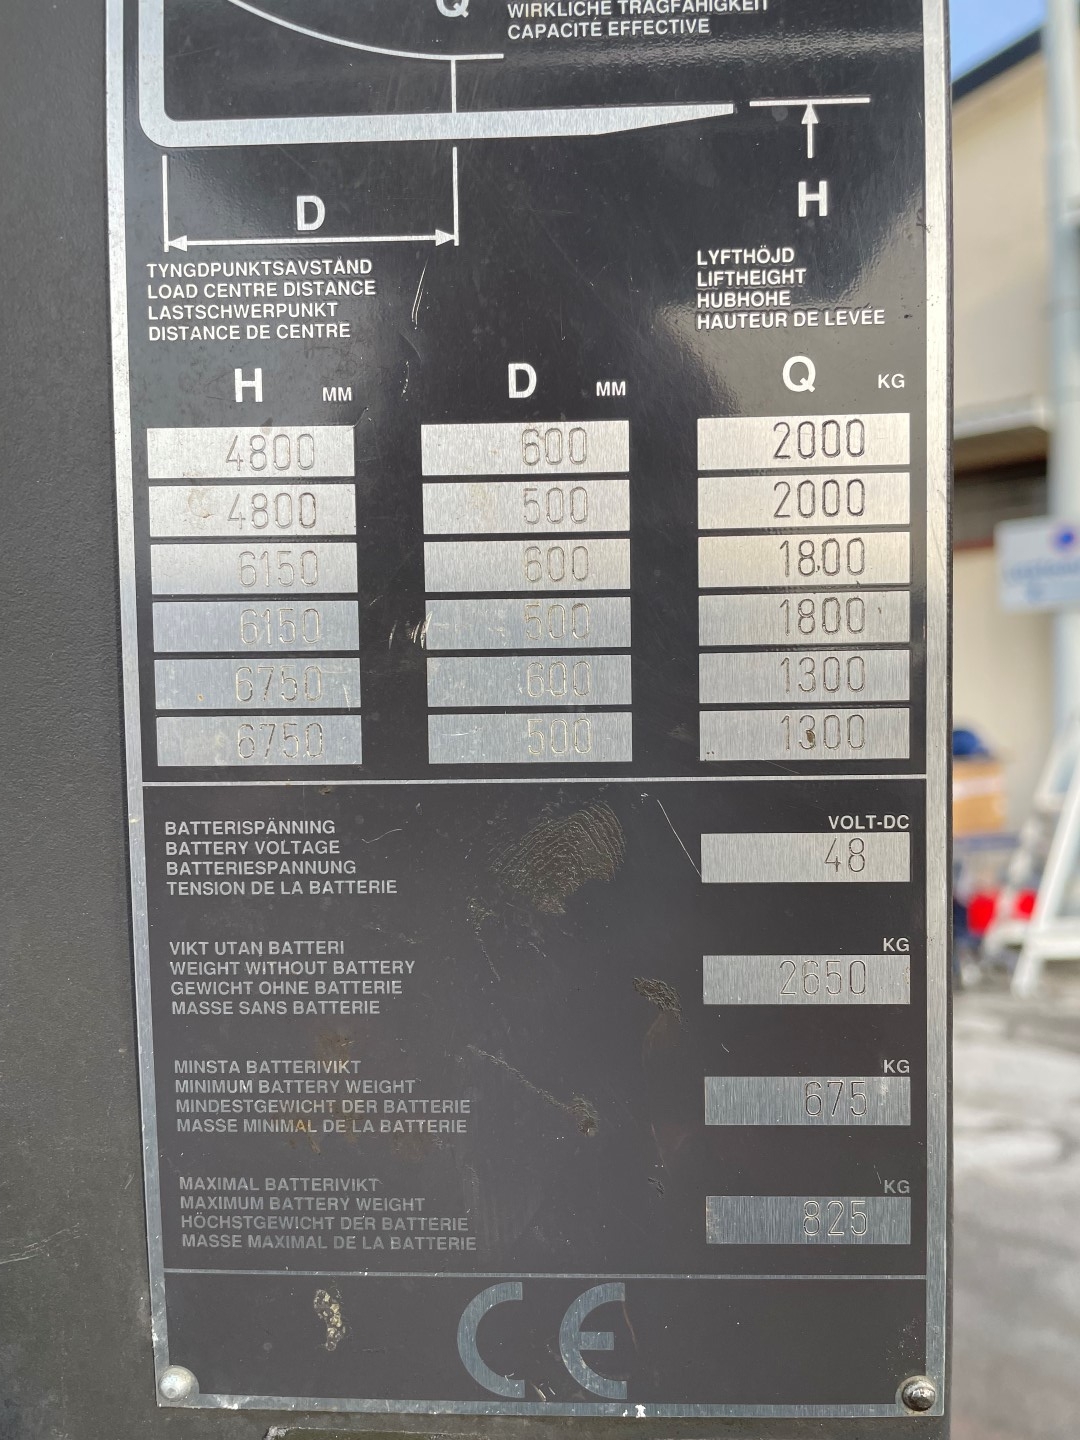 Q
WIRKLICHE TRAGFÄHIGKEIT
CAPACITÉ EFFECTIVE
D
H
TYNGDPUNKTSAVSTÅND
LOAD CENTRE DISTANCE
LASTSCHWERPUNKT
DISTANCE DE CENTRE
LYFTHÖJD
LIFTHEIGHT
HUBHOHE
HAUTEUR DE LEVÉE
H MM D MM Q KG
4800 600 2000
4800 500 2000
6150 600 1800
6150 500 1800
6750 600 1300
6750 500 1300
BATTERISPÄNNING
BATTERY VOLTAGE
BATTERIESPANNUNG
TENSION DE LA BATTERIE
VOLT-DC
48
VIKT UTAN BATTERI
WEIGHT WITHOUT BATTERY
GEWICHT OHNE BATTERIE
MASSE SANS BATTERIE
KG
2650
MINSTA BATTERIVIKT
MINIMUM BATTERY WEIGHT
MINDESTGEWICHT DER BATTERIE
MASSE MINIMAL DE LA BATTERIE
KG
675
MAXIMAL BATTERIVIKT
MAXIMUM BATTERY WEIGHT
HÖCHSTGEWICHT DER BATTERIE
MASSE MAXIMAL DE LA BATTERIE
KG
825
CE